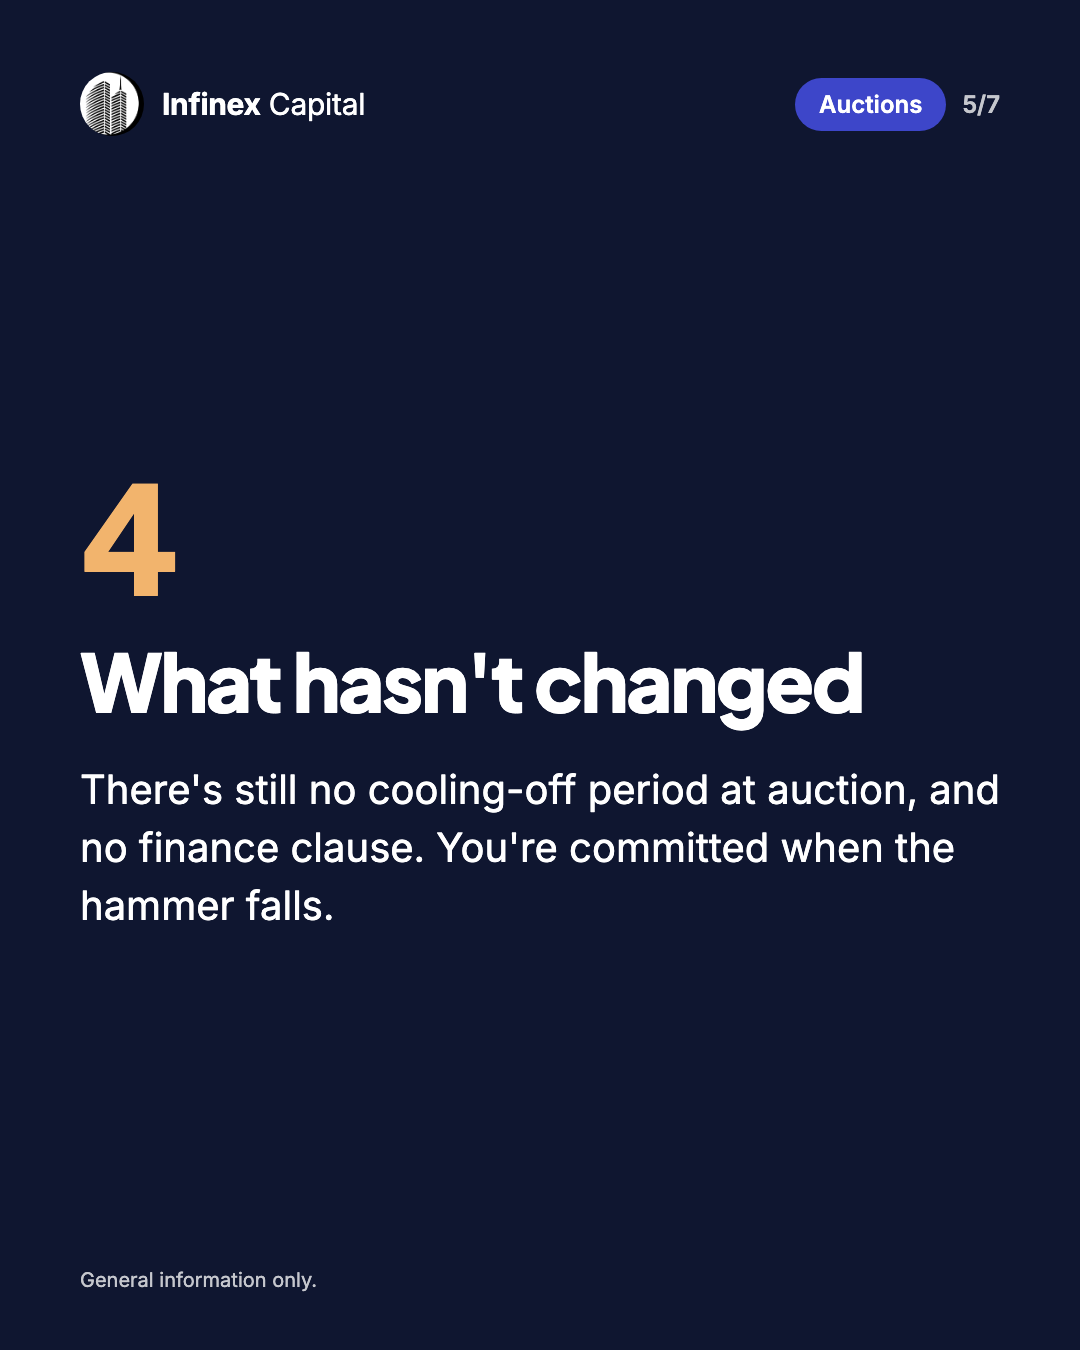 Infinex Capital
Auctions 5/7
4
What hasn't changed
There's still no cooling-off period at auction, and
no finance clause. You're committed when the
hammer falls.
General information only.